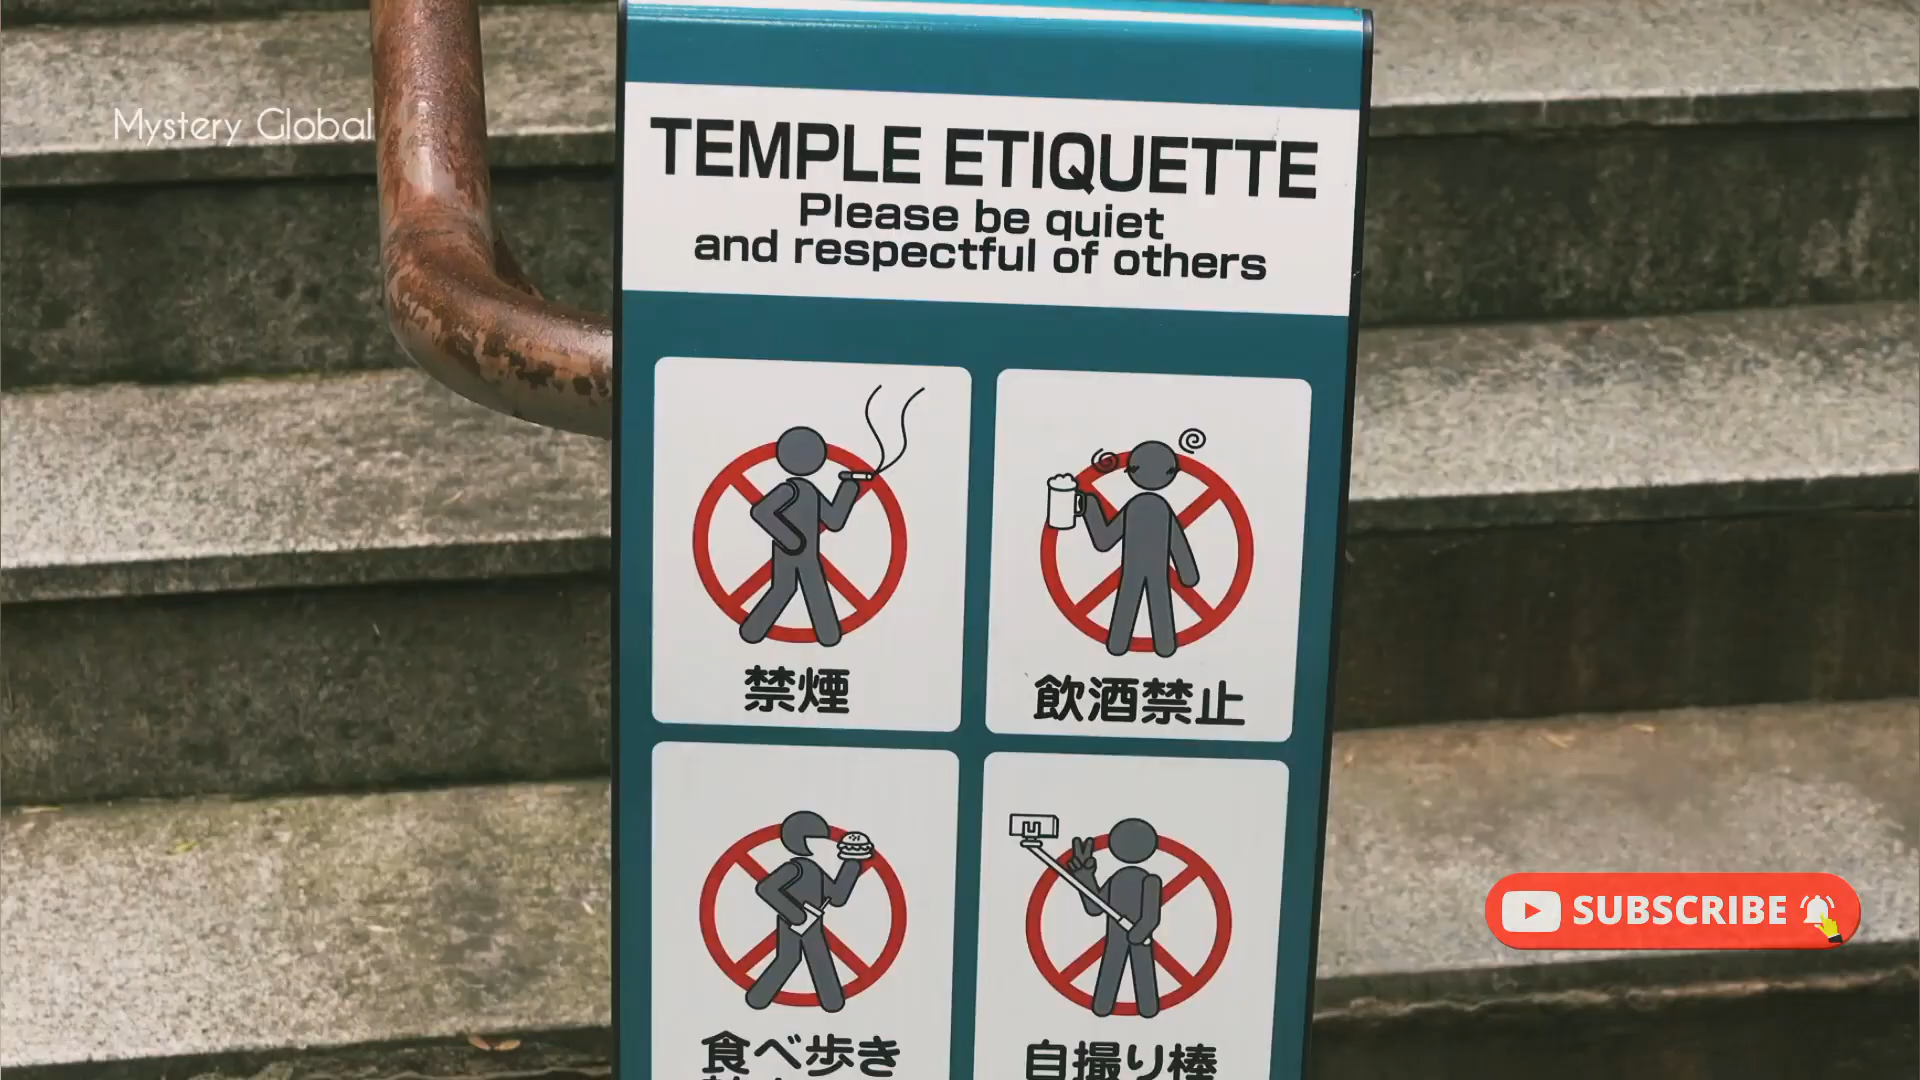 Mystery Global
TEMPLE ETIQUETTE
Please be quiet
and respectful of others
禁煙
飲酒禁止
食べ歩き
自撮り棒
SUBSCRIBE